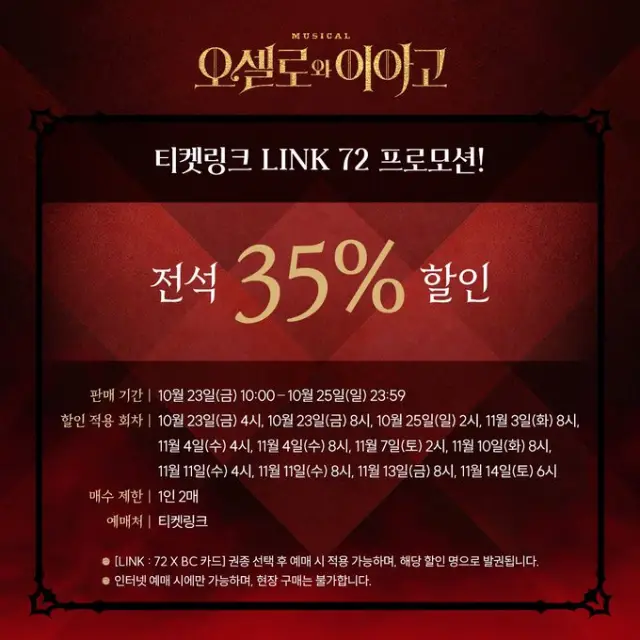 MUSICAL
오셀로와 이아고
티켓링크 LINK 72 프로모션!
전석 35% 할인
판매 기간 | 10월 23일(금) 10:00 – 10월 25일(일) 23:59
할인 적용 회차 | 10월 23일(금) 4시, 10월 23일(금) 8시, 10월 25일(일) 2시, 11월 3일(화) 8시,
11월 4일(수) 4시, 11월 4일(수) 8시, 11월 7일(토) 2시, 11월 10일(화) 8시,
11월 11일(수) 4시, 11월 11일(수) 8시, 11월 13일(금) 8시, 11월 14일(토) 6시
매수 제한 | 1인 2매
예매처 | 티켓링크
● [LINK : 72 X BC 카드] 권종 선택 후 예매 시 적용 가능하며, 해당 할인 명으로 발권됩니다.
● 인터넷 예매 시에만 가능하며, 현장 구매는 불가합니다.